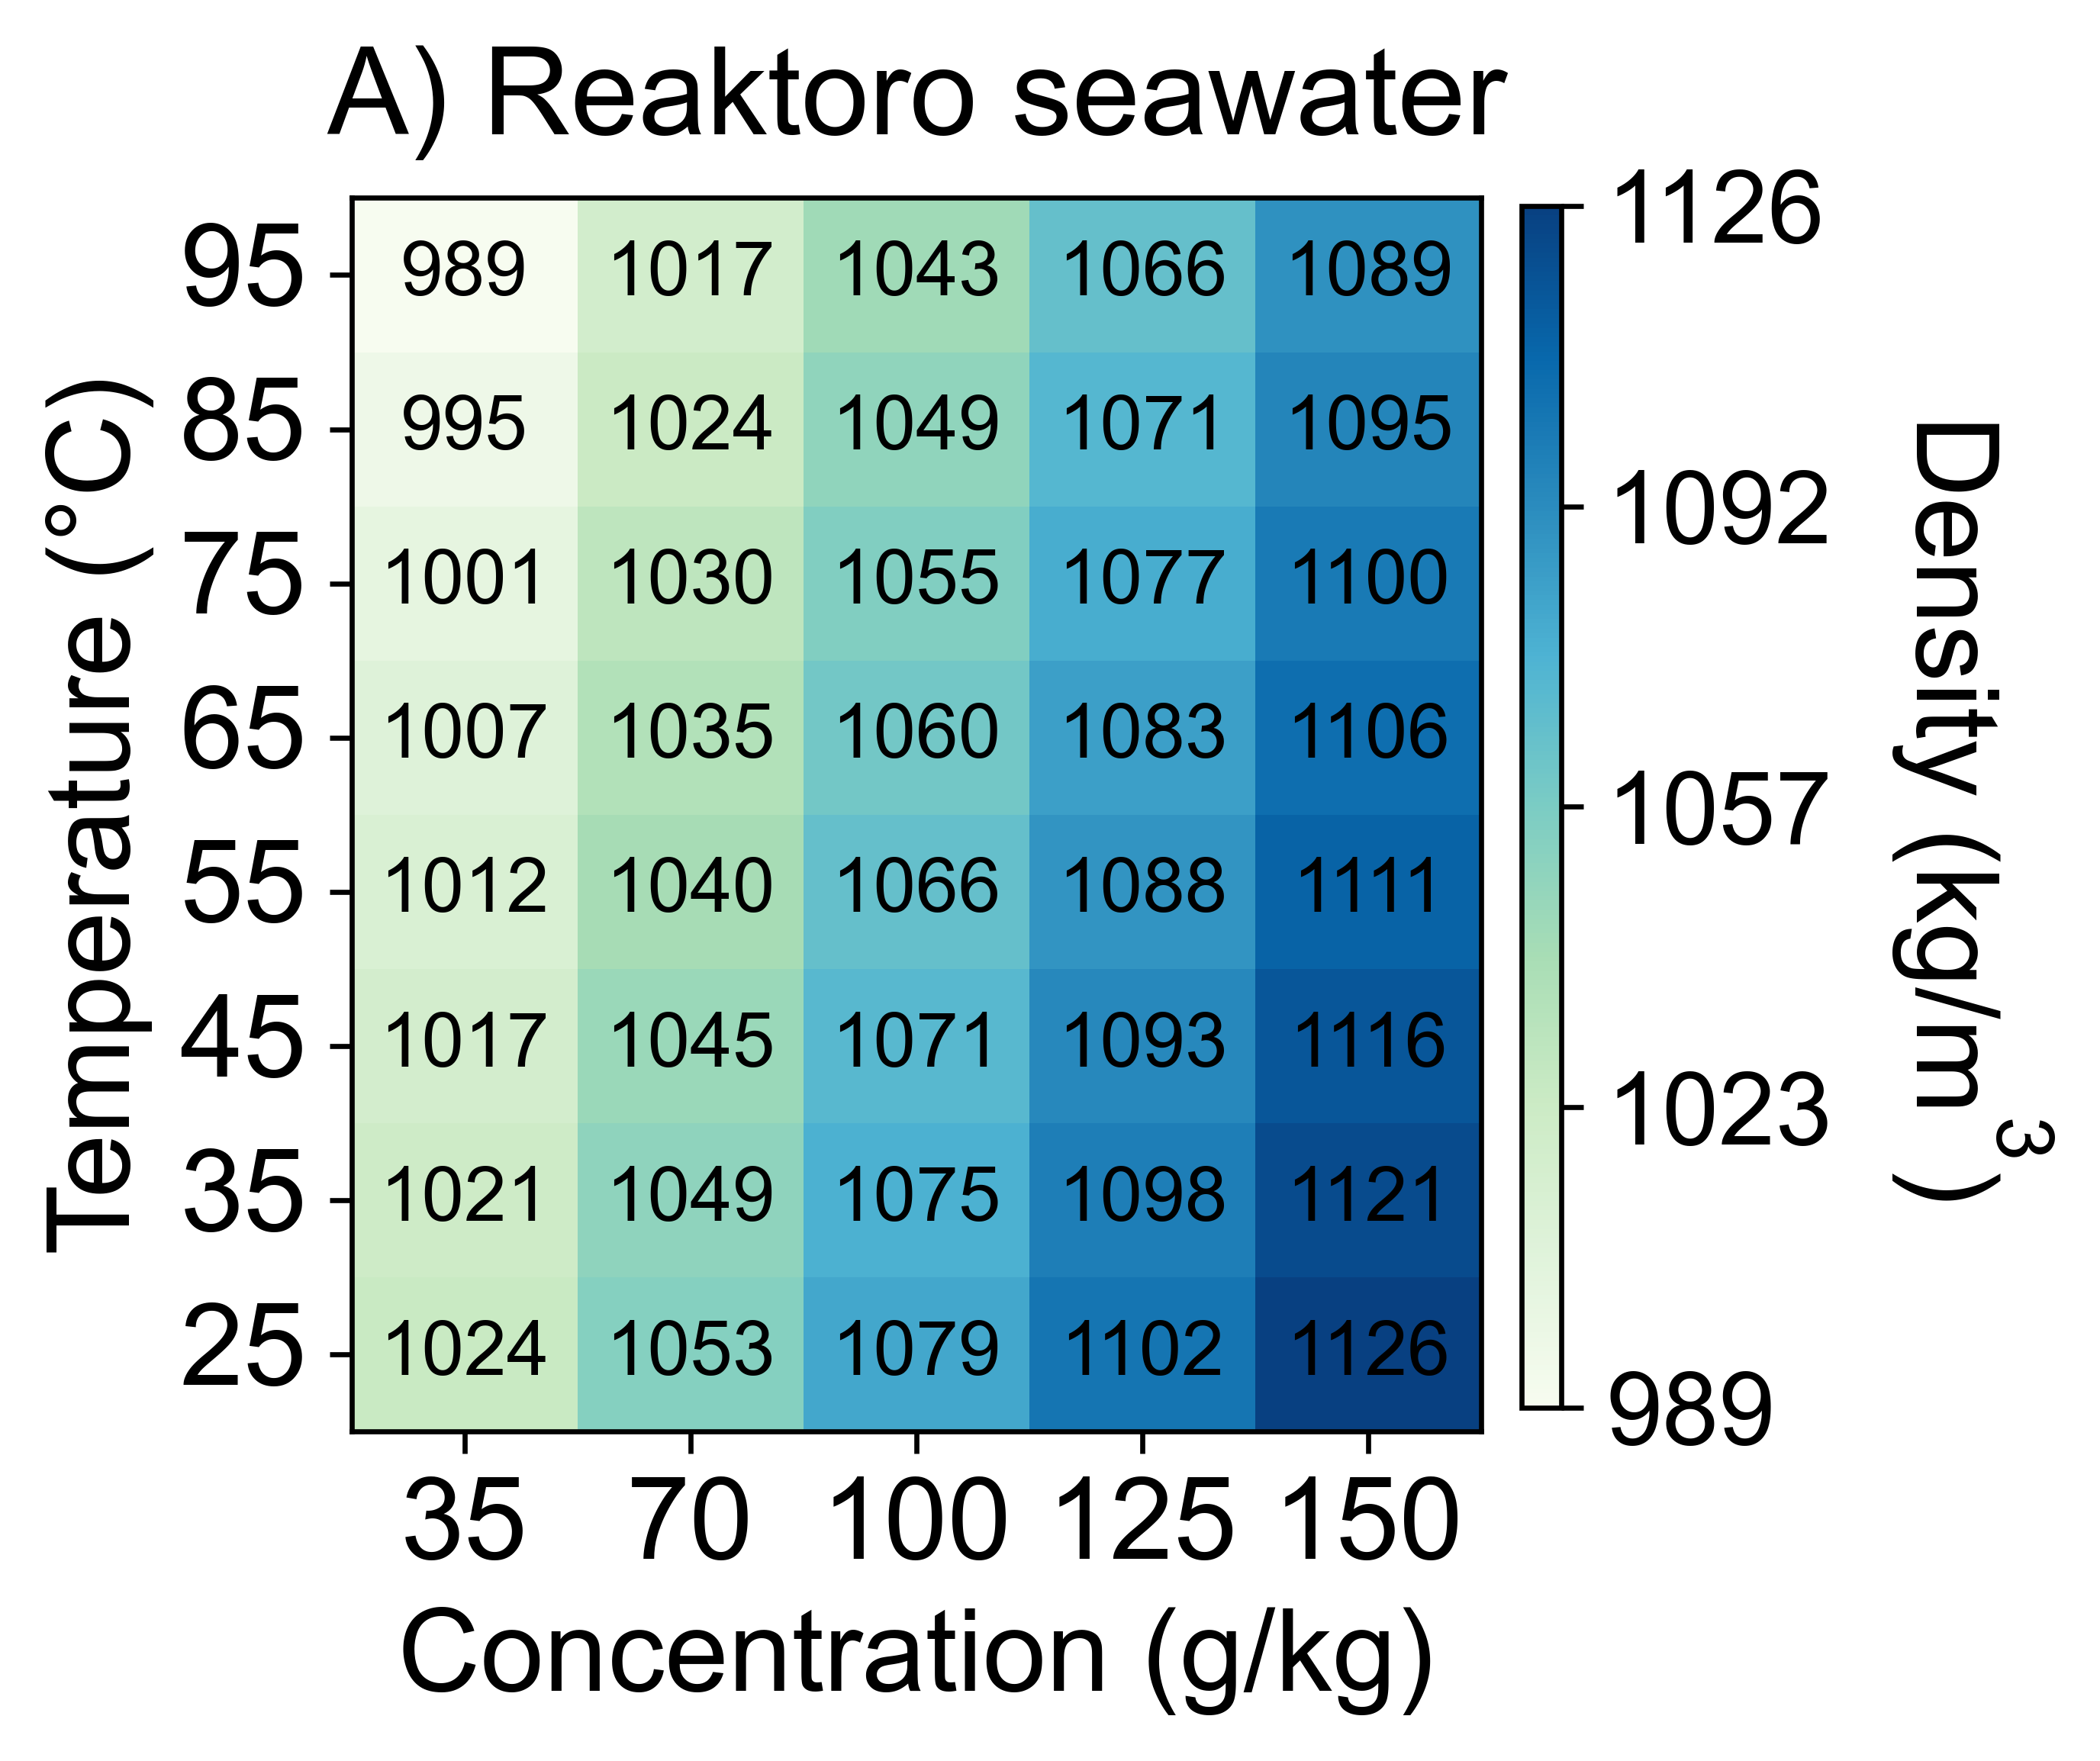 A) Reaktoro seawater
1126
95 989 1017 1043 1066 1089
85 995 1024 1049 1071 1095
1092
75 1001 1030 1055 1077 1100
65 1007 1035 1060 1083 1106
1057
55 1012 1040 1066 1088 1111
45 1017 1045 1071 1093 1116
1023
35 1021 1049 1075 1098 1121
25 1024 1053 1079 1102 1126
989
35 70 100 125 150
Concentration (g/kg)
Temperature (°C)
Density (kg/m³)